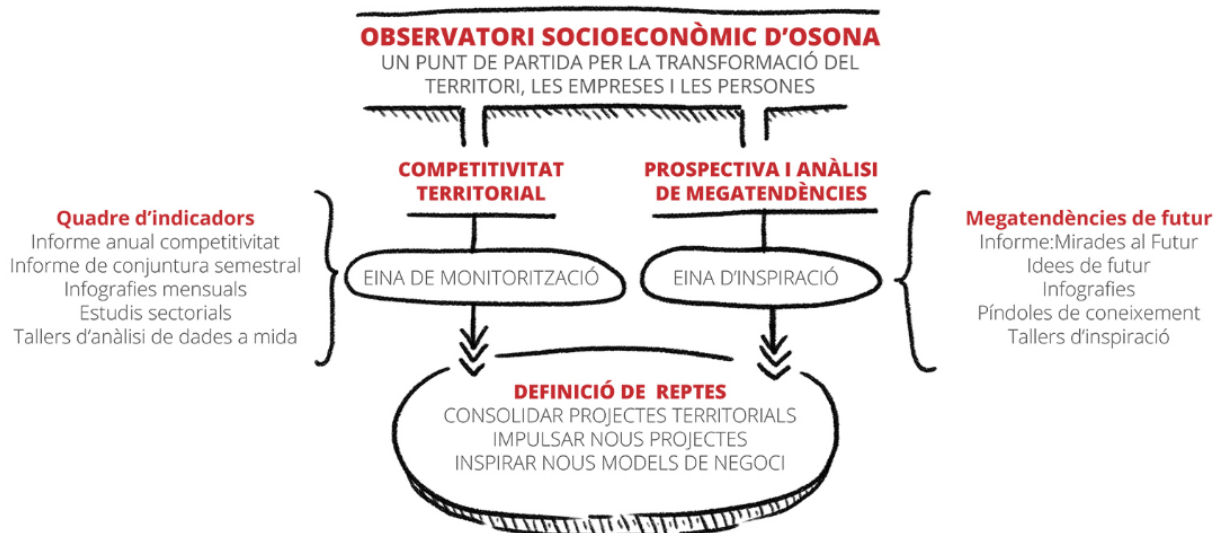 OBSERVATORI SOCIOECONÒMIC D'OSONA
UN PUNT DE PARTIDA PER LA TRANSFORMACIÓ DEL
TERRITORI, LES EMPRESES I LES PERSONES
COMPETITIVITAT
TERRITORIAL
PROSPECTIVA I ANÀLISI
DE MEGATENDÈNCIES
Quadre d'indicadors
Informe anual competitivitat
Informe de conjuntura semestral
Infografies mensuals
Estudis sectorials
Tallers d'anàlisi de dades a mida
EINA DE MONITORITZACIÓ
EINA D'INSPIRACIÓ
Megatendències de futur
Informe:Mirades al Futur
Idees de futur
Infografies
Píndoles de coneixement
Tallers d'inspiració
DEFINICIÓ DE REPTES
CONSOLIDAR PROJECTES TERRITORIALS
IMPULSAR NOUS PROJECTES
INSPIRAR NOUS MODELS DE NEGOCI